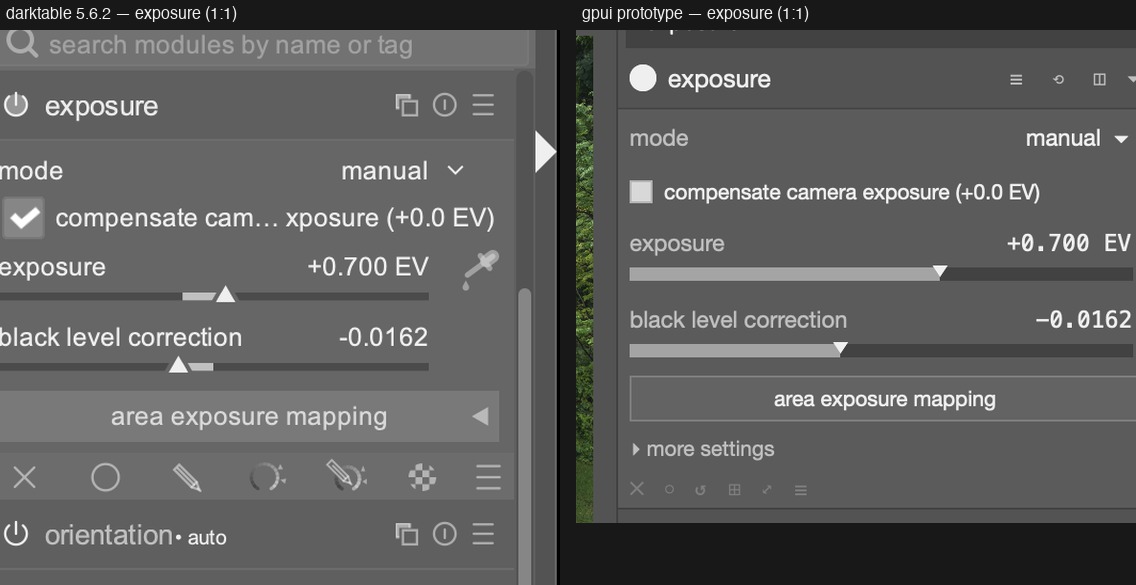 darktable 5.6.2 — exposure (1:1)
search modules by name or tag
exposure
mode
manual
compensate cam... xposure (+0.0 EV)
exposure
+0.700 EV
black level correction
-0.0162
area exposure mapping
orientation• auto
gpui prototype — exposure (1:1)
exposure
mode
manual
compensate camera exposure (+0.0 EV)
exposure
+0.700 EV
black level correction
−0.0162
area exposure mapping
more settings